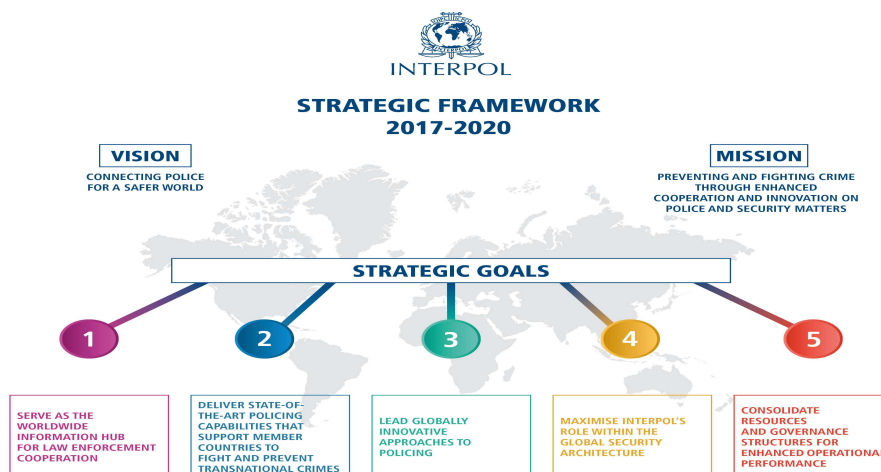 INTERPOL
STRATEGIC FRAMEWORK
2017-2020
VISION
CONNECTING POLICE
FOR A SAFER WORLD
MISSION
PREVENTING AND FIGHTING CRIME
THROUGH ENHANCED
COOPERATION AND INNOVATION ON
POLICE AND SECURITY MATTERS
STRATEGIC GOALS
1
SERVE AS THE
WORLDWIDE
INFORMATION HUB
FOR LAW ENFORCEMENT
COOPERATION
2
DELIVER STATE-OF-
THE-ART POLICING
CAPABILITIES THAT
SUPPORT MEMBER
COUNTRIES TO
FIGHT AND PREVENT
TRANSNATIONAL CRIMES
3
LEAD GLOBALLY
INNOVATIVE
APPROACHES TO
POLICING
4
MAXIMISE INTERPOL'S
ROLE WITHIN THE
GLOBAL SECURITY
ARCHITECTURE
5
CONSOLIDATE
RESOURCES
AND GOVERNANCE
STRUCTURES FOR
ENHANCED OPERATIONAL
PERFORMANCE